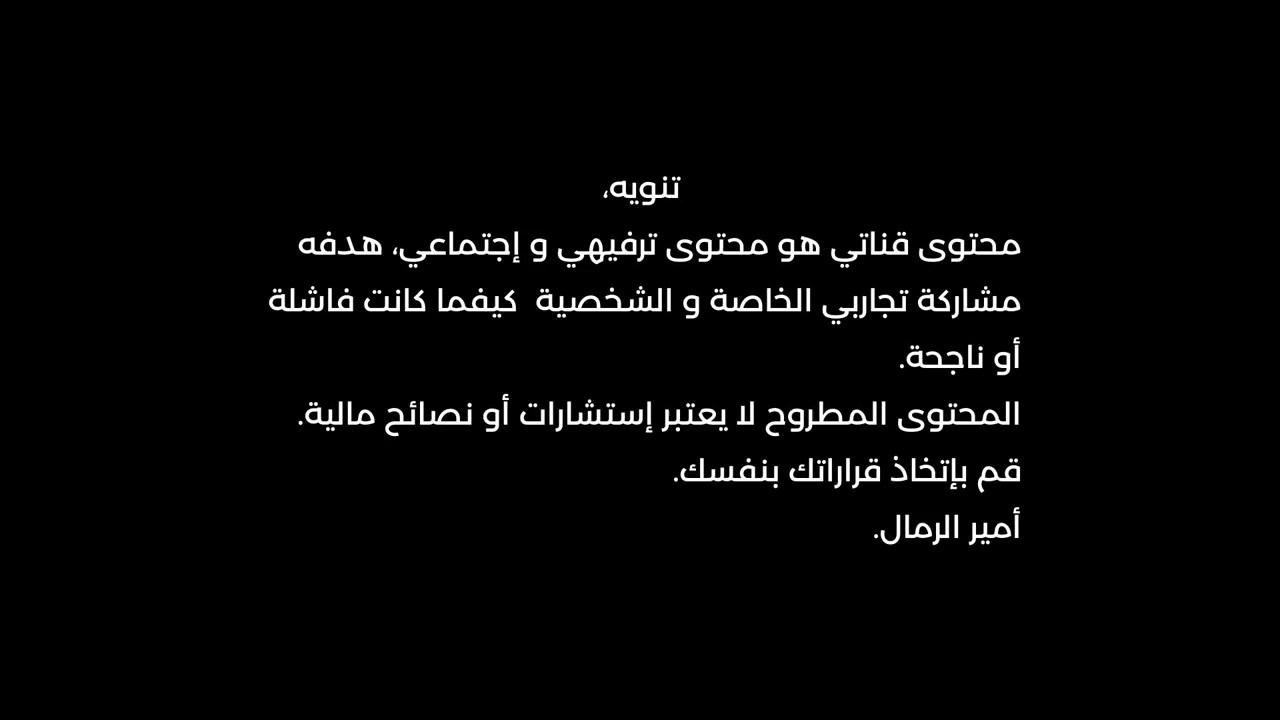 تنويه،
محتوى قناتي هو محتوى ترفيهي و إجتماعي، هدفه
مشاركة تجاربي الخاصة و الشخصية  كيفما كانت فاشلة
أو ناجحة.
المحتوى المطروح لا يعتبر إستشارات أو نصائح مالية.
قم بإتخاذ قراراتك بنفسك.
أمير الرمال.